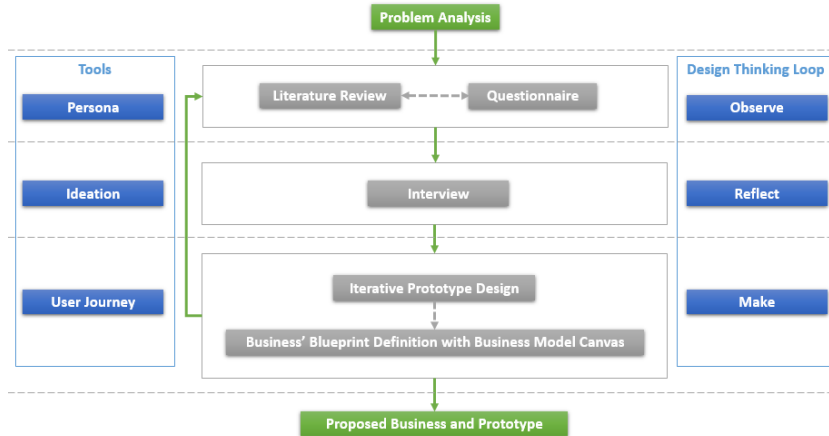 Problem Analysis
Tools
Design Thinking Loop
Literature Review
Questionnaire
Persona
Observe
Ideation
Interview
Reflect
Iterative Prototype Design
User Journey
Make
Business’ Blueprint Definition with Business Model Canvas
Proposed Business and Prototype